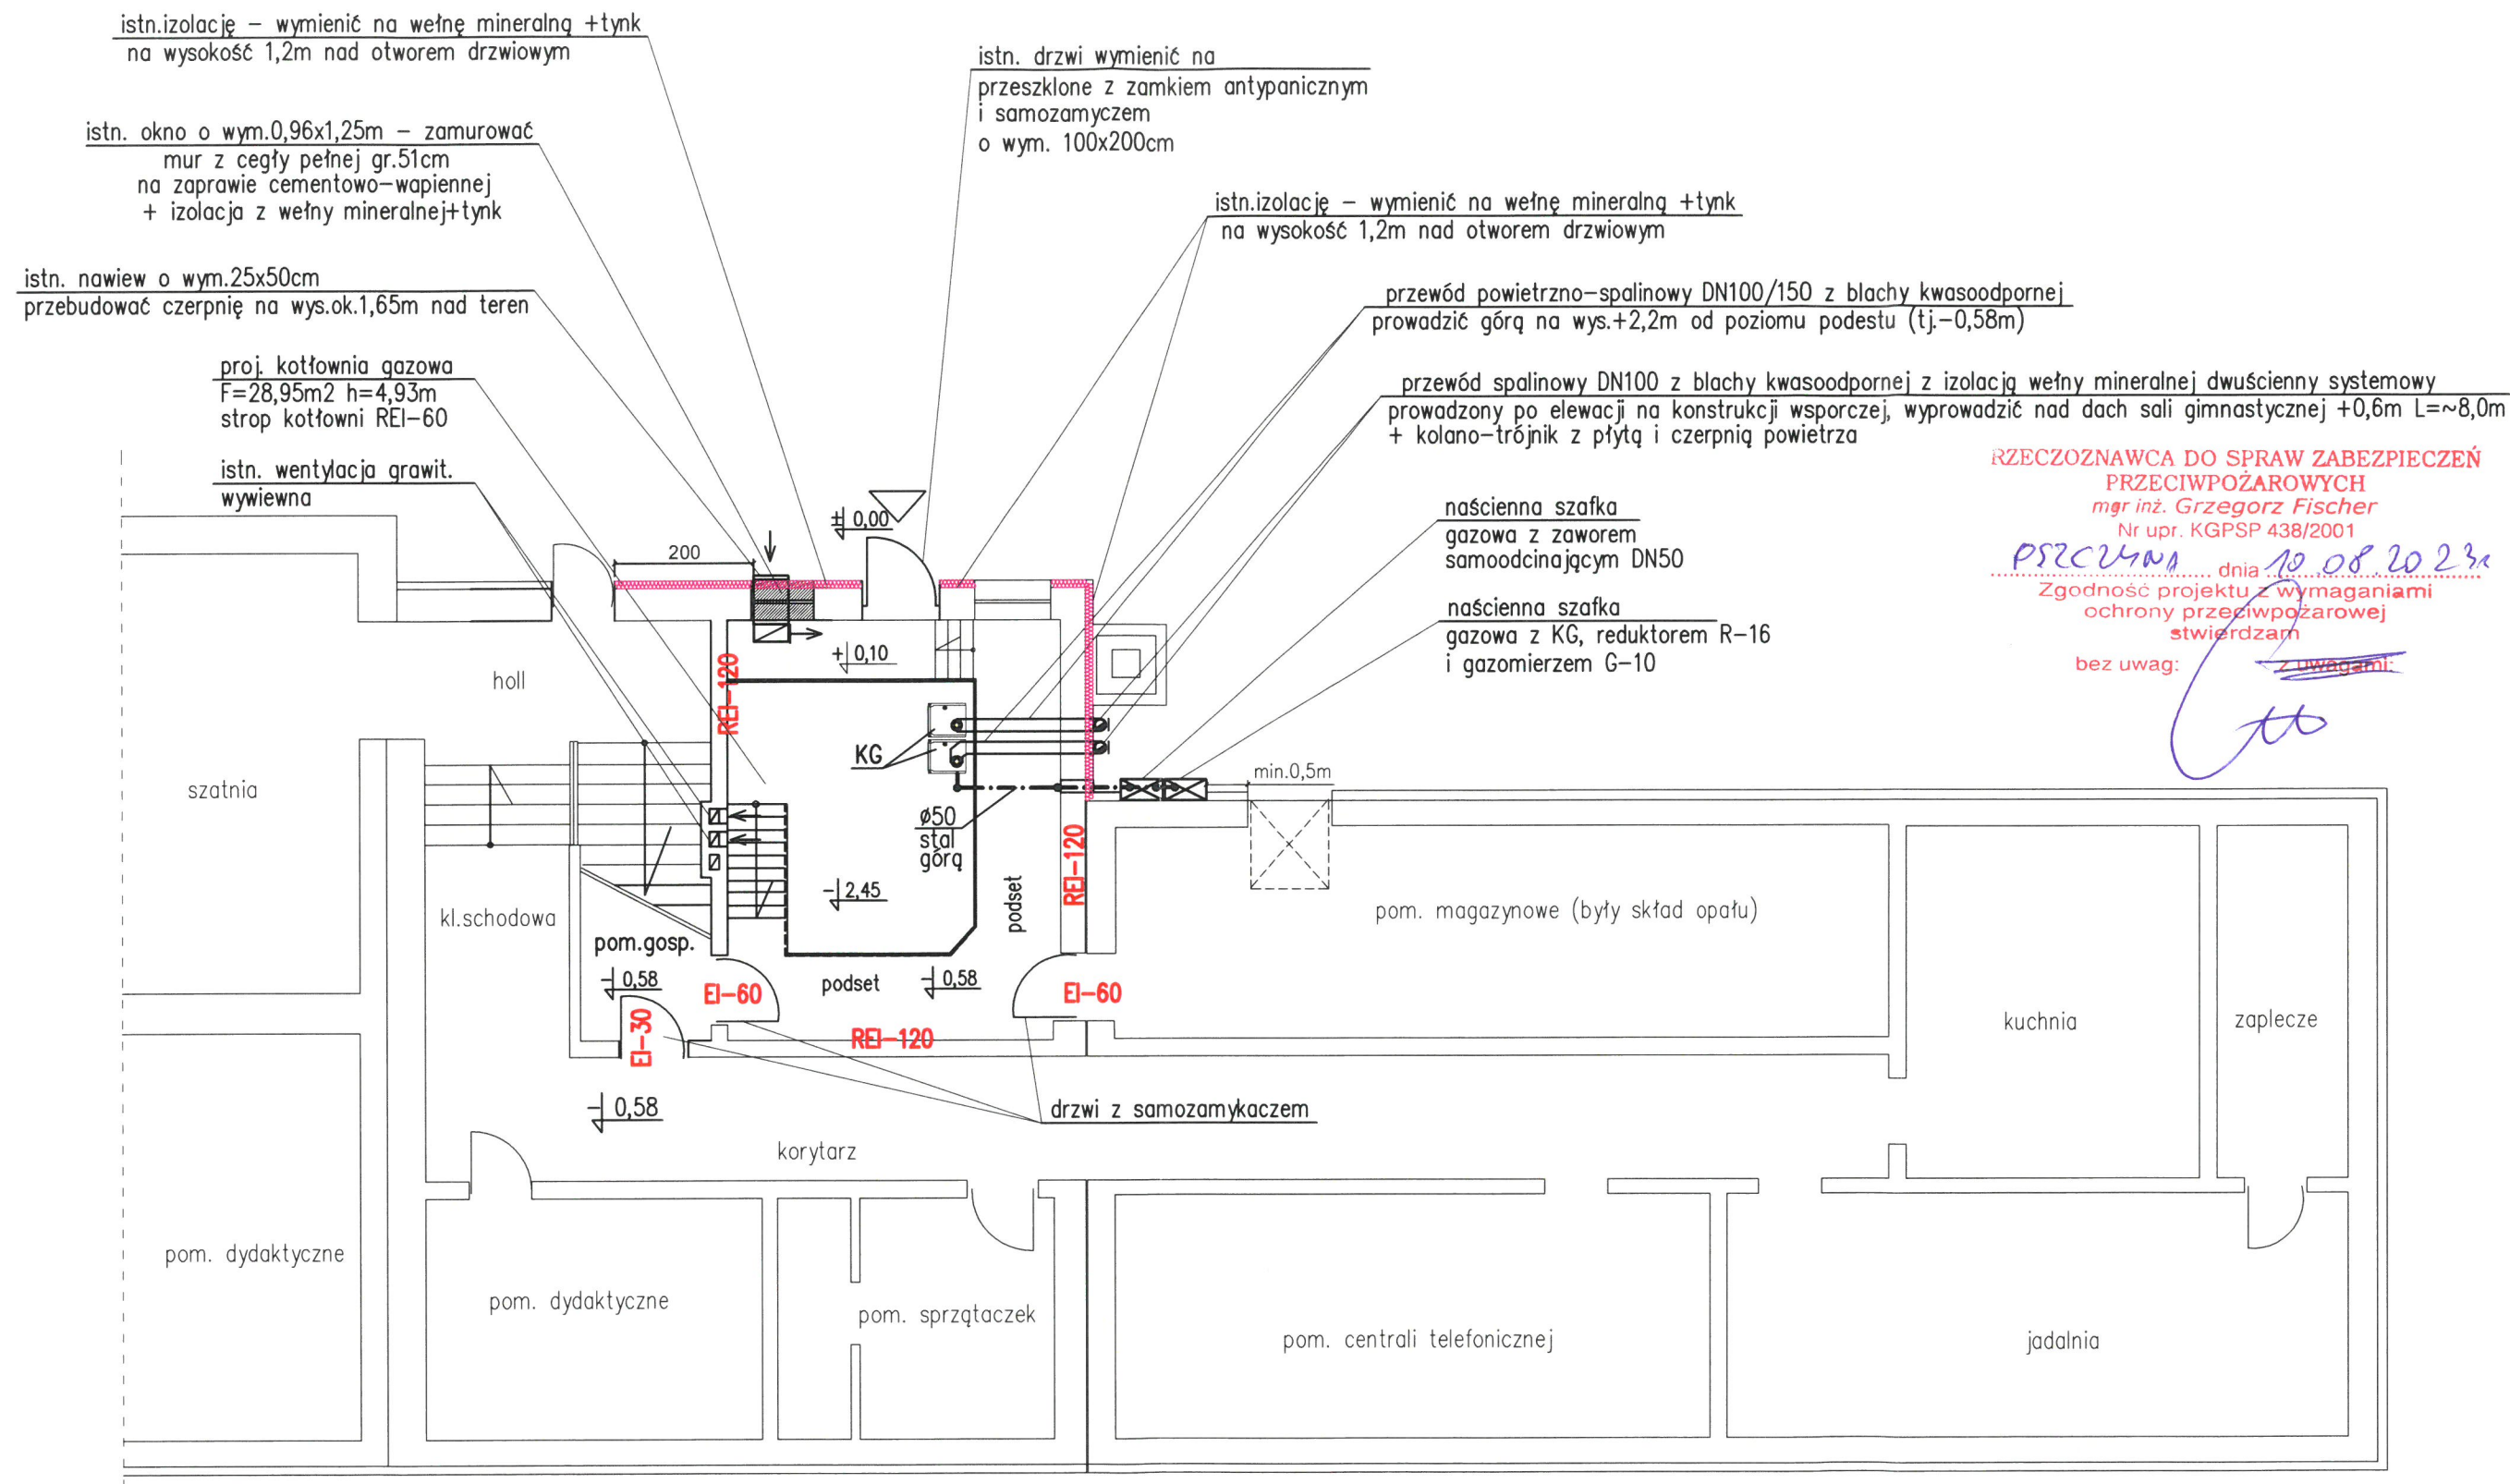 istn.izolację – wymienić na wełnę mineralną +tynk
na wysokość 1,2m nad otworem drzwiowym
istn. drzwi wymienić na
przeszklone z zamkiem antypanicznym
i samozamyczem
o wym. 100x200cm
istn. okno o wym.0,96x1,25m – zamurować
mur z cegły pełnej gr.51cm
na zaprawie cementowo–wapiennej
+ izolacja z wełny mineralnej+tynk
istn.izolację – wymienić na wełnę mineralną +tynk
na wysokość 1,2m nad otworem drzwiowym
istn. nawiew o wym.25x50cm
przebudować czerpnię na wys.ok.1,65m nad teren
przewód powietrzno–spalinowy DN100/150 z blachy kwasoodpornej
prowadzić górą na wys.+2,2m od poziomu podestu (tj.–0,58m)
proj. kotłownia gazowa
F=28,95m2 h=4,93m
strop kotłowni REI–60
przewód spalinowy DN100 z blachy kwasoodpornej z izolacją wełny mineralnej dwuścienny systemowy
prowadzony po elewacji na konstrukcji wsporczej, wyprowadzić nad dach sali gimnastycznej +0,6m L=~8,0m
+ kolano–trójnik z płytą i czerpnią powietrza
istn. wentylacja grawit.
wywiewna
RZECZOZNAWCA DO SPRAW ZABEZPIECZEŃ
PRZECIWPOŻAROWYCH
mgr inż. Grzegorz Fischer
Nr upr. KGPSP 438/2001
PSZCZYNA dnia 10.08.2023r
Zgodność projektu z wymaganiami
ochrony przeciwpożarowej
stwierdzam
bez uwag: z uwagami:
naścienna szafka
gazowa z zaworem
samoodcinającym DN50
naścienna szafka
gazowa z KG, reduktorem R–16
i gazomierzem G–10
± 0,00
200
+ 0,10
holl
REI–120
KG
min.0,5m
szatnia
ø50
stal
górą
REI–120
– 2,45
podset
kl.schodowa
pom.gosp.
– 0,58
EI–60
podset
– 0,58
EI–60
pom. magazynowe (były skład opału)
kuchnia
zaplecze
EI–30
REI–120
– 0,58
drzwi z samozamykaczem
korytarz
pom. dydaktyczne
pom. dydaktyczne
pom. sprzątaczek
pom. centrali telefonicznej
jadalnia